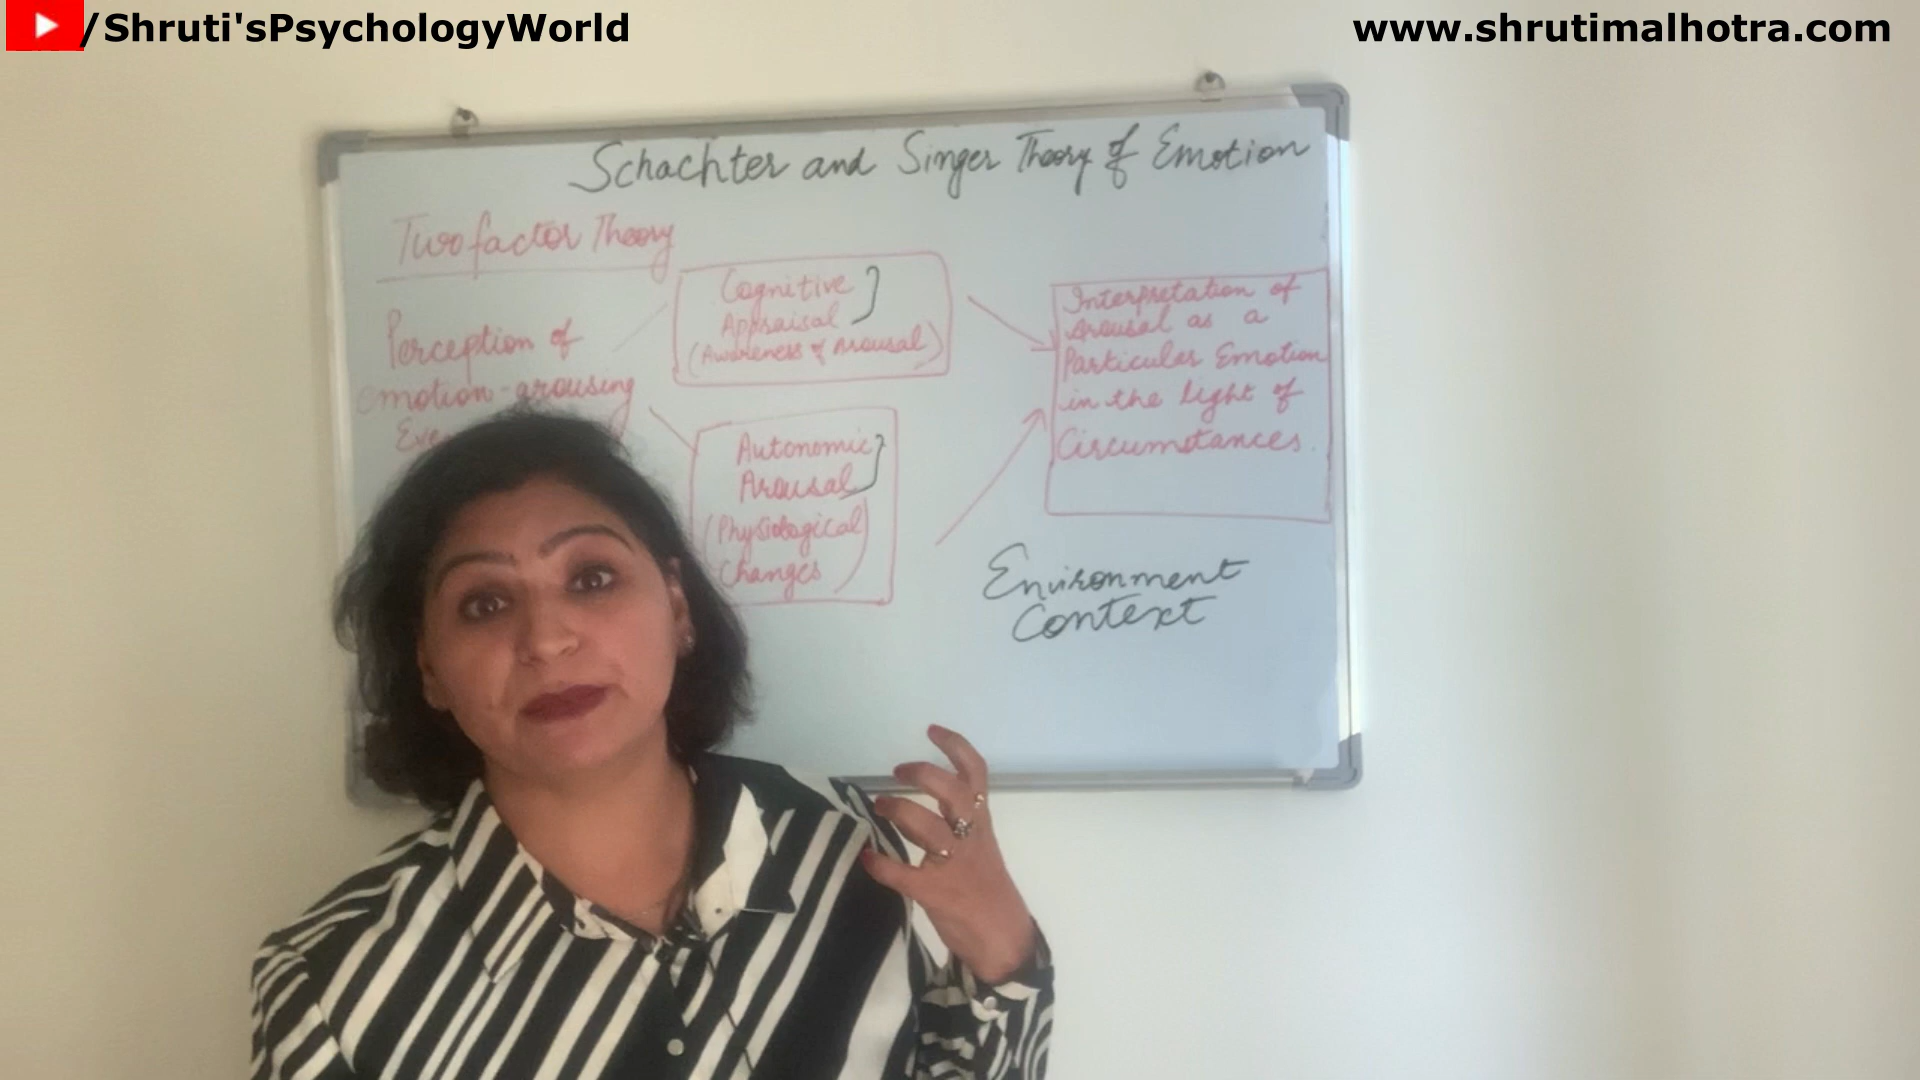 /Shruti'sPsychologyWorld
www.shrutimalhotra.com
Schachter and Singer Theory of Emotion
Two factor Theory
Perception of
emotion-arousing
Cognitive
Appraisal
(Awareness of Arousal)
Autonomic
Arousal
(Physiological
Changes)
Interpretation of
Arousal as a
Particular Emotion
in the light of
Circumstances.
Environment
Context